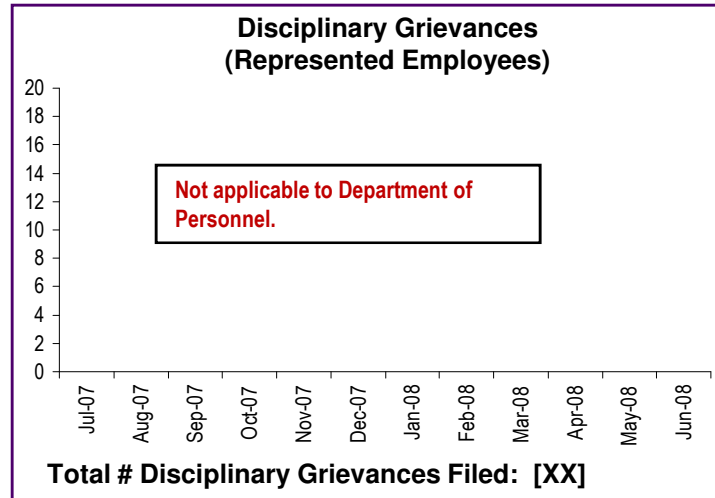 Disciplinary Grievances
(Represented Employees)
20
18
16
14
12
10
8
6
4
2
0
Not applicable to Department of
Personnel.
Jul-07
Aug-07
Sep-07
Oct-07
Nov-07
Dec-07
Jan-08
Feb-08
Mar-08
Apr-08
May-08
Jun-08
Total # Disciplinary Grievances Filed: [XX]